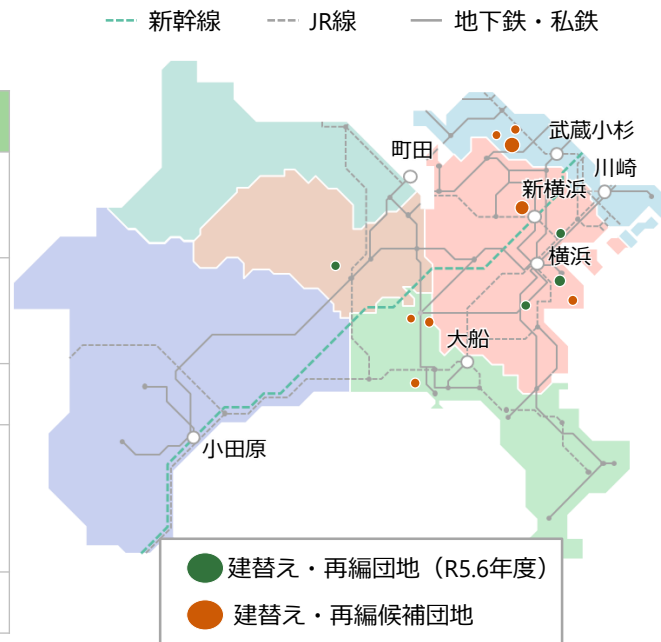 新幹線 JR線 地下鉄・私鉄
武蔵小杉
町田
川崎
新横浜
横浜
大船
小田原
建替え・再編団地（R5.6年度）
建替え・再編候補団地